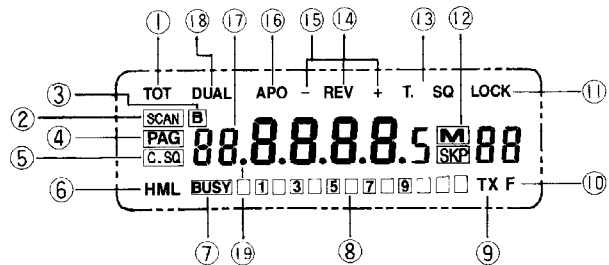 ① ⑱ ⑰ ⑯ ⑮ ⑭ ⑬ ⑫
TOT DUAL APO − REV + T. SQ LOCK ⑪
③
② SCAN B
④ PAG 88.8.8.8.8.5 M 88
⑤ C.SQ SKP
⑥ HML BUSY 1 3 5 7 9 TX F ⑩
⑦ ⑲ ⑧ ⑨